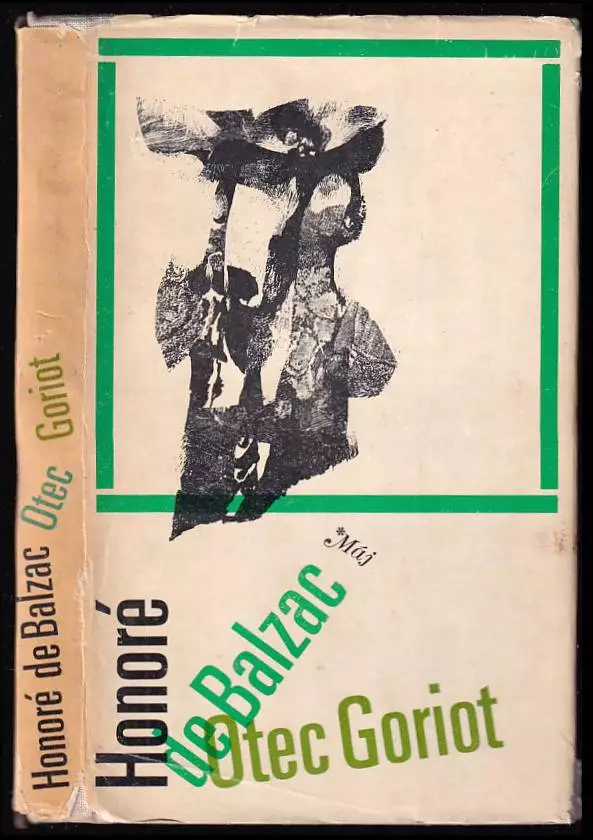 Honoré de Balzac Otec Goriot
*Máj
Honoré
de Balzac
Otec Goriot